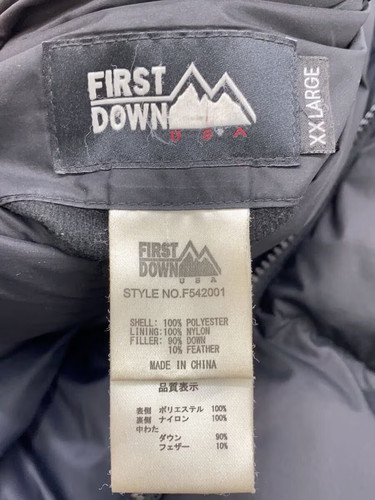 FIRST
DOWN
USA
XXLARGE
FIRST
DOWN
USA
STYLE NO.F542001
SHELL: 100% POLYESTER
LINING:100% NYLON
FILLER: 90% DOWN
10% FEATHER
MADE IN CHINA
品質表示
表側 ポリエステル 100%
裏側 ナイロン 100%
中わた
ダウン 90%
フェザー 10%